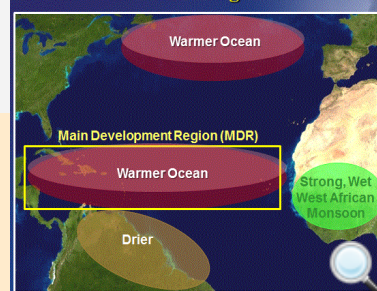 Warmer Ocean
Main Development Region (MDR)
Warmer Ocean
Strong, Wet
West African
Monsoon
Drier